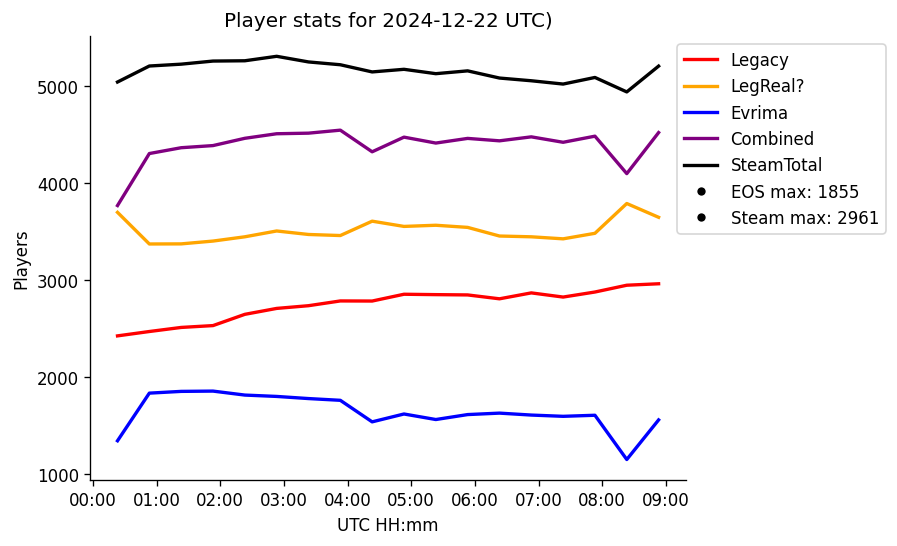 Player stats for 2024-12-22 UTC)
Legacy
LegReal?
Evrima
Combined
SteamTotal
EOS max: 1855
Steam max: 2961
Players
5000
4000
3000
2000
1000
00:00 01:00 02:00 03:00 04:00 05:00 06:00 07:00 08:00 09:00
UTC HH:mm